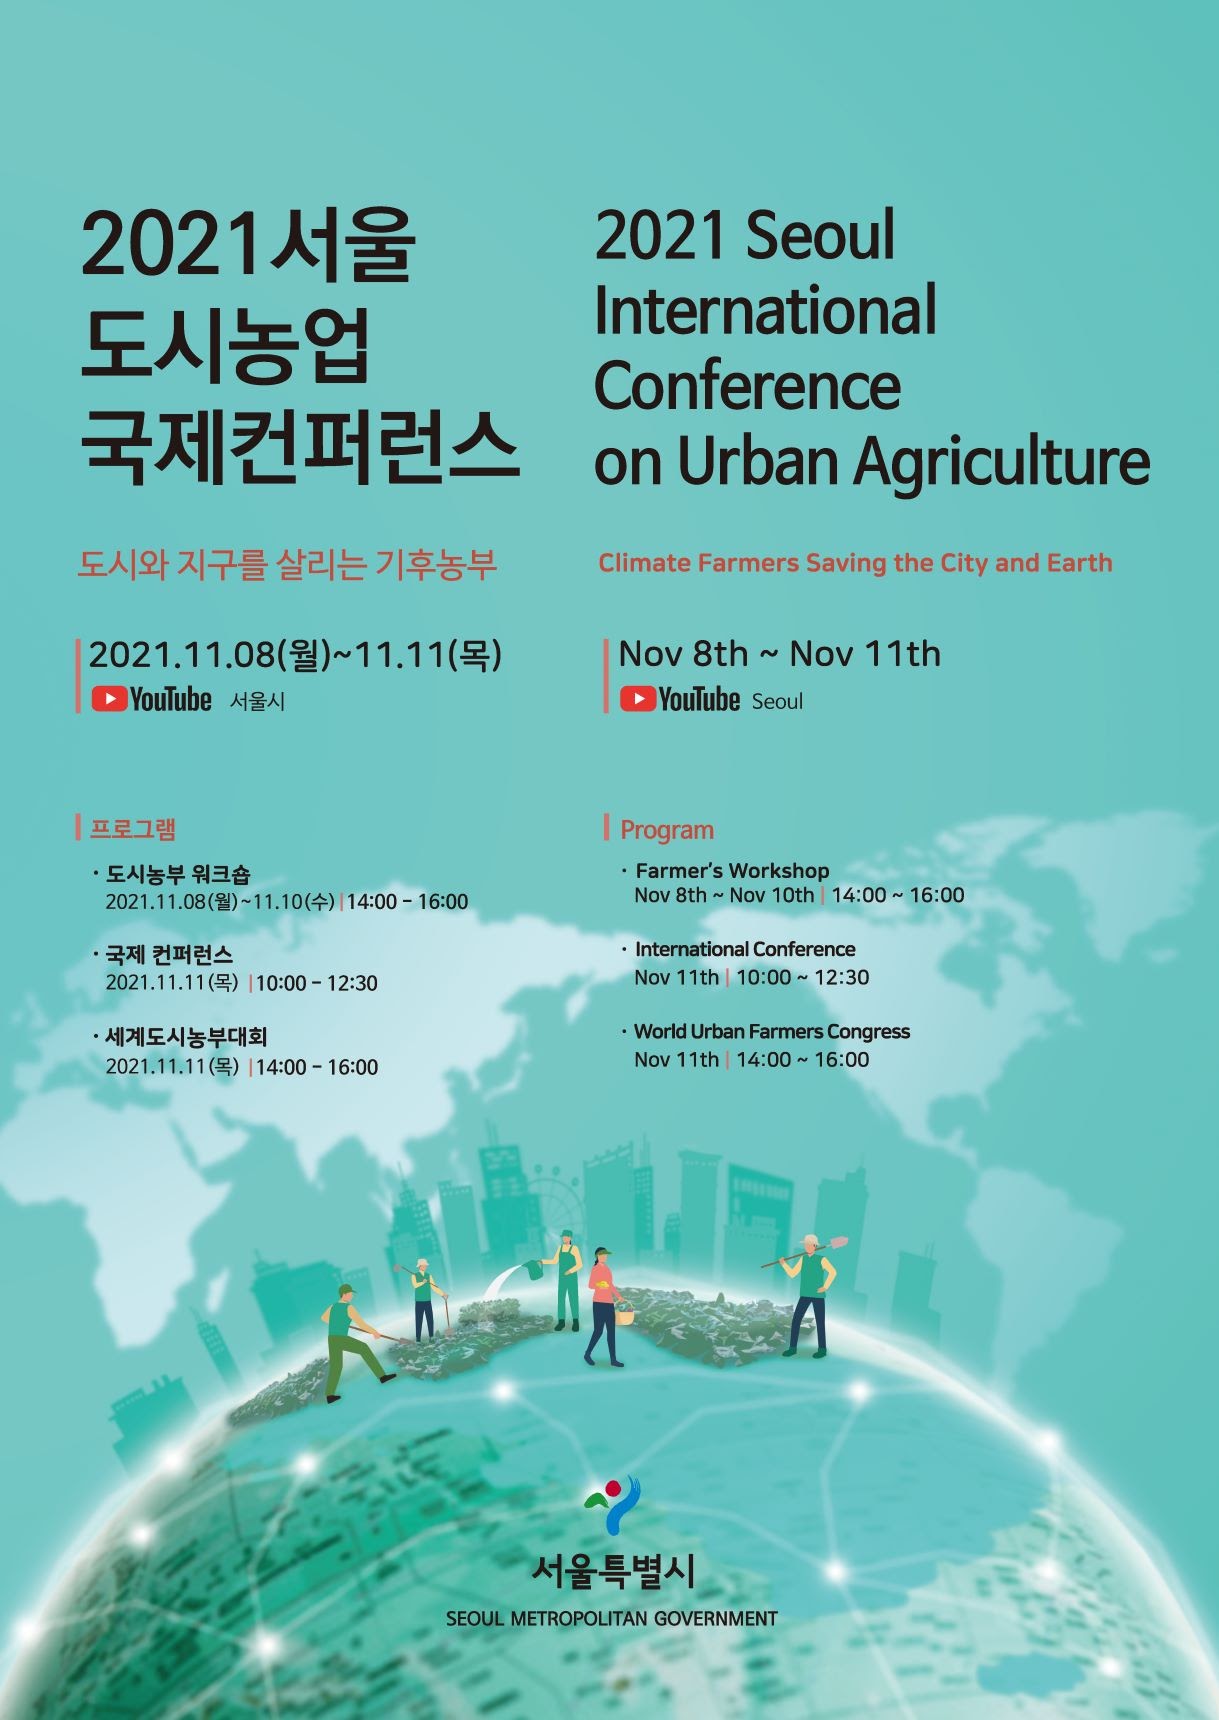 2021서울
도시농업
국제컨퍼런스
도시와 지구를 살리는 기후농부
2021.11.08(월)~11.11(목)
YouTube 서울시
프로그램
· 도시농부 워크숍
2021.11.08(월)~11.10(수) | 14:00 - 16:00
· 국제 컨퍼런스
2021.11.11(목) | 10:00 - 12:30
· 세계도시농부대회
2021.11.11(목) | 14:00 - 16:00
2021 Seoul
International
Conference
on Urban Agriculture
Climate Farmers Saving the City and Earth
Nov 8th ~ Nov 11th
YouTube Seoul
Program
· Farmer's Workshop
Nov 8th ~ Nov 10th | 14:00 ~ 16:00
· International Conference
Nov 11th | 10:00 ~ 12:30
· World Urban Farmers Congress
Nov 11th | 14:00 ~ 16:00
서울특별시
SEOUL METROPOLITAN GOVERNMENT